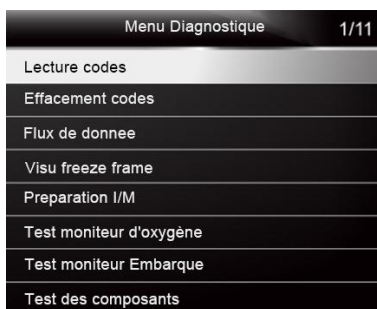 Menu Diagnostique 1/11
Lecture codes
Effacement codes
Flux de donnee
Visu freeze frame
Preparation I/M
Test moniteur d'oxygène
Test moniteur Embarque
Test des composants